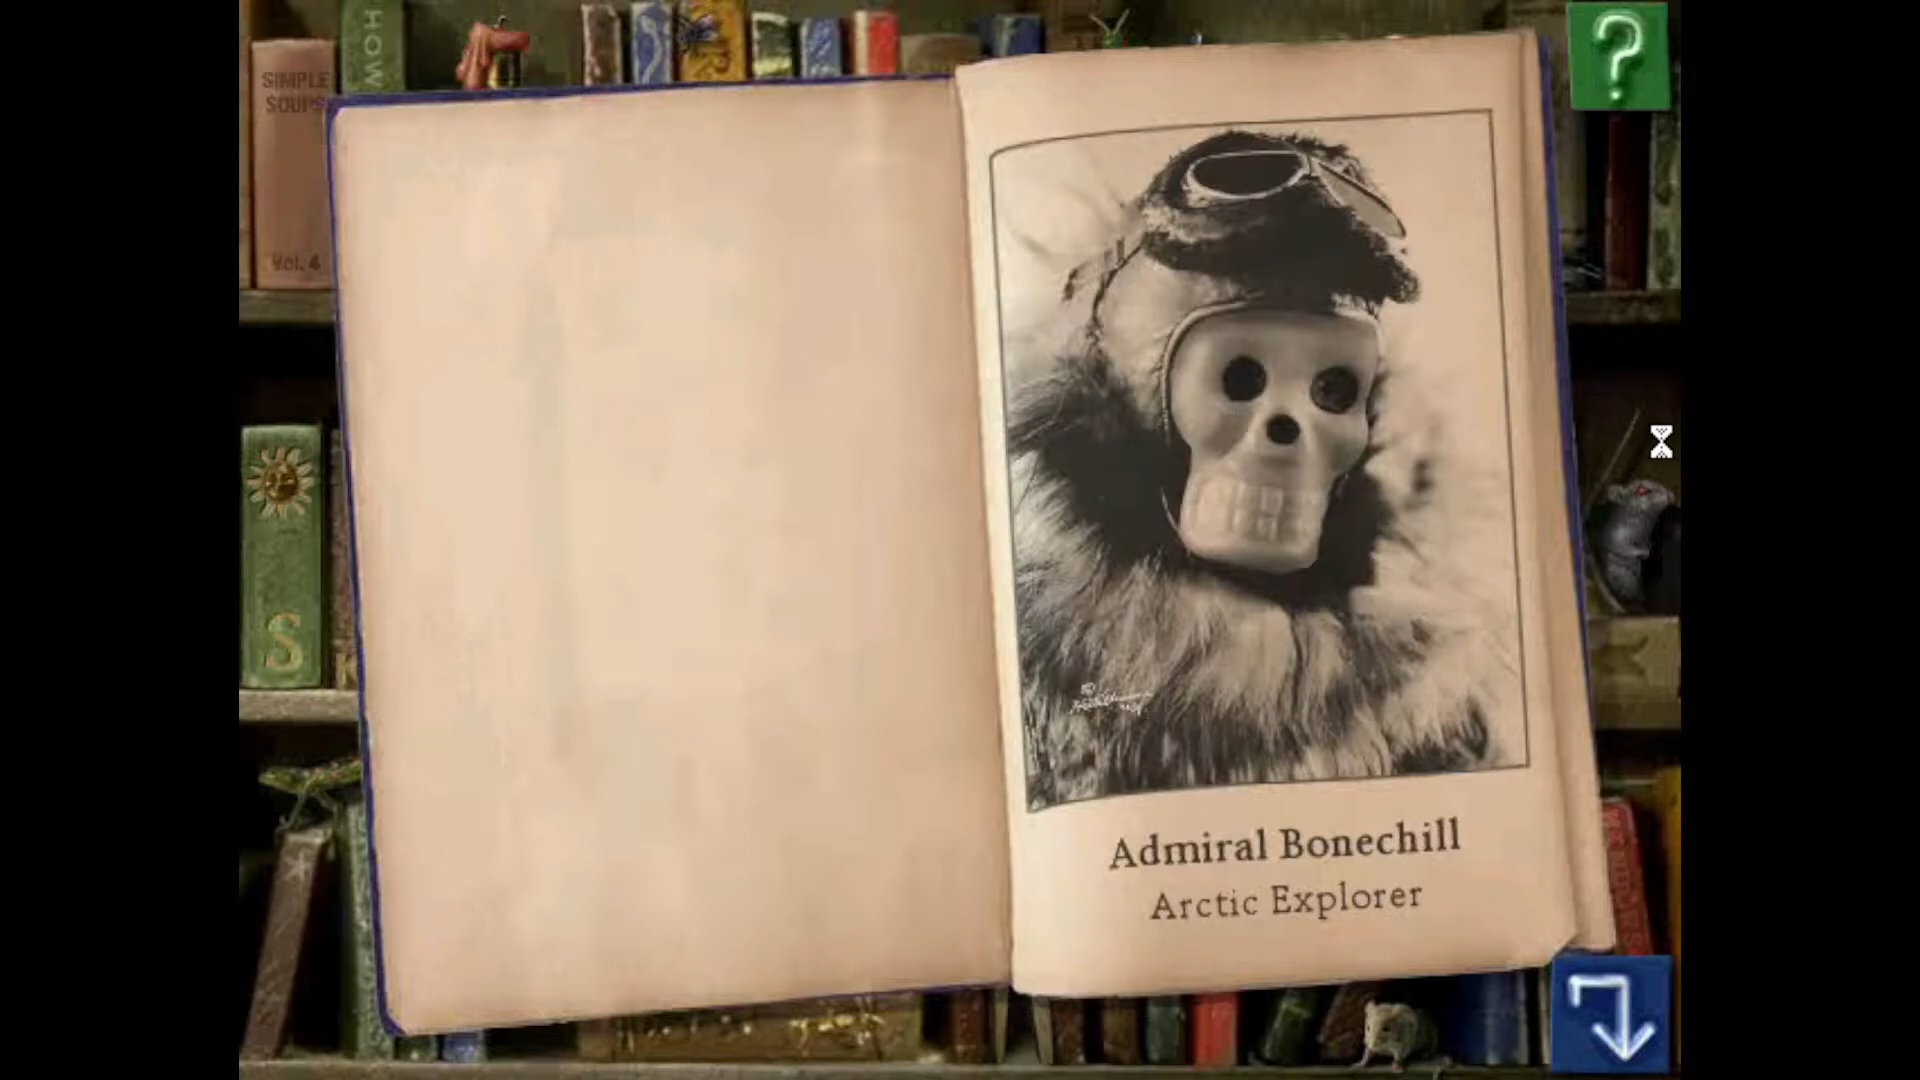 HOW
SIMPLE
SOUPS
Vol. 4
S
K
Admiral Bonechill
Arctic Explorer